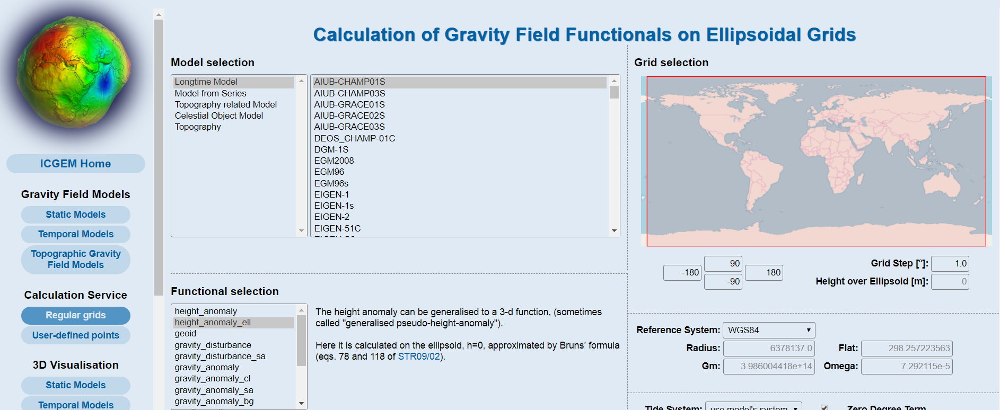 Calculation of Gravity Field Functionals on Ellipsoidal Grids
ICGEM Home
Gravity Field Models
Static Models
Temporal Models
Topographic Gravity
Field Models
Calculation Service
Regular grids
User-defined points
3D Visualisation
Static Models
Temporal Models
Model selection
Longtime Model
Model from Series
Topography related Model
Celestial Object Model
Topography
AIUB-CHAMP01S
AIUB-CHAMP03S
AIUB-GRACE01S
AIUB-GRACE02S
AIUB-GRACE03S
DEOS_CHAMP-01C
DGM-1S
EGM2008
EGM96
EGM96s
EIGEN-1
EIGEN-1s
EIGEN-2
EIGEN-51C
Functional selection
height_anomaly
height_anomaly_ell
geoid
gravity_disturbance
gravity_disturbance_sa
gravity_anomaly
gravity_anomaly_cl
gravity_anomaly_sa
gravity_anomaly_bg
The height anomaly can be generalised to a 3-d function, (sometimes
called "generalised pseudo-height-anomaly").
Here it is calculated on the ellipsoid, h=0, approximated by Bruns’ formula
(eqs. 78 and 118 of STR09/02).
Grid selection
90
-180
180
-90
Grid Step [°]: 1.0
Height over Ellipsoid [m]: 0
Reference System: WGS84
Radius: 6378137.0 Flat: 298.257223563
Gm: 3.986004418e+14 Omega: 7.292115e-5
Tide System: use model's system Zero Degree Term